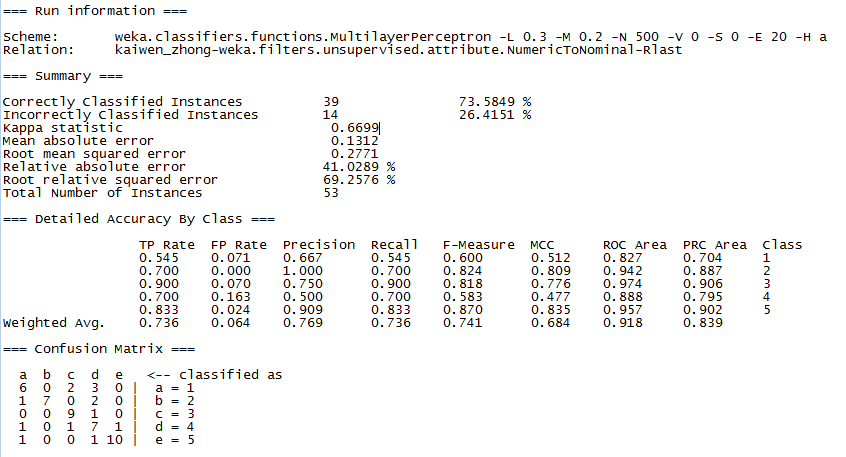 === Run information ===
Scheme: weka.classifiers.functions.MultilayerPerceptron -L 0.3 -M 0.2 -N 500 -V 0 -S 0 -E 20 -H a
Relation: kaiwen_zhong-weka.filters.unsupervised.attribute.NumericToNominal-Rlast
=== Summary ===
Correctly Classified Instances 39 73.5849 %
Incorrectly Classified Instances 14 26.4151 %
Kappa statistic 0.6699
Mean absolute error 0.1312
Root mean squared error 0.2771
Relative absolute error 41.0289 %
Root relative squared error 69.2576 %
Total Number of Instances 53
=== Detailed Accuracy By Class ===
TP Rate FP Rate Precision Recall F-Measure MCC ROC Area PRC Area Class
0.545 0.071 0.667 0.545 0.600 0.512 0.827 0.704 1
0.700 0.000 1.000 0.700 0.824 0.809 0.942 0.887 2
0.900 0.070 0.750 0.900 0.818 0.776 0.974 0.906 3
0.700 0.163 0.500 0.700 0.583 0.477 0.888 0.795 4
0.833 0.024 0.909 0.833 0.870 0.835 0.957 0.902 5
Weighted Avg. 0.736 0.064 0.769 0.736 0.741 0.684 0.918 0.839
=== Confusion Matrix ===
a b c d e <-- classified as
6 0 2 3 0 | a = 1
1 7 0 2 0 | b = 2
0 0 9 1 0 | c = 3
1 0 1 7 1 | d = 4
1 0 0 1 10 | e = 5